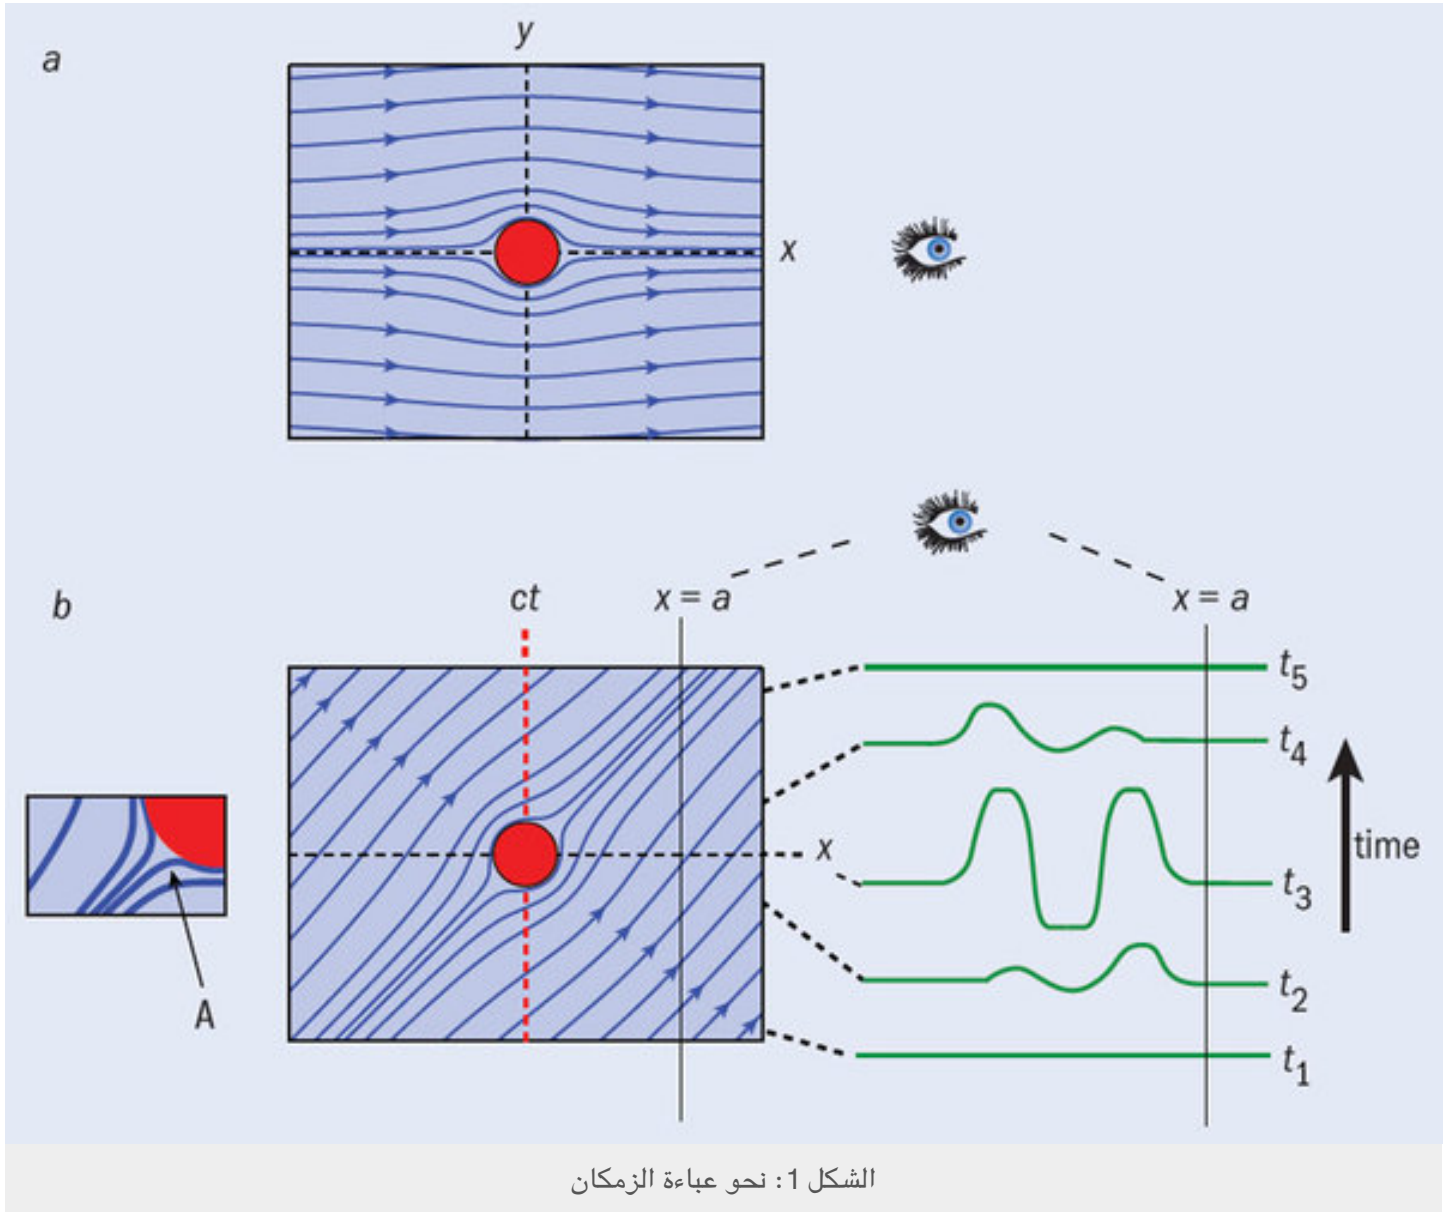 a
y
x
b
ct
x = a
x = a
x
A
t5
t4
t3
t2
t1
time
الشكل 1: نحو عباءة الزمكان